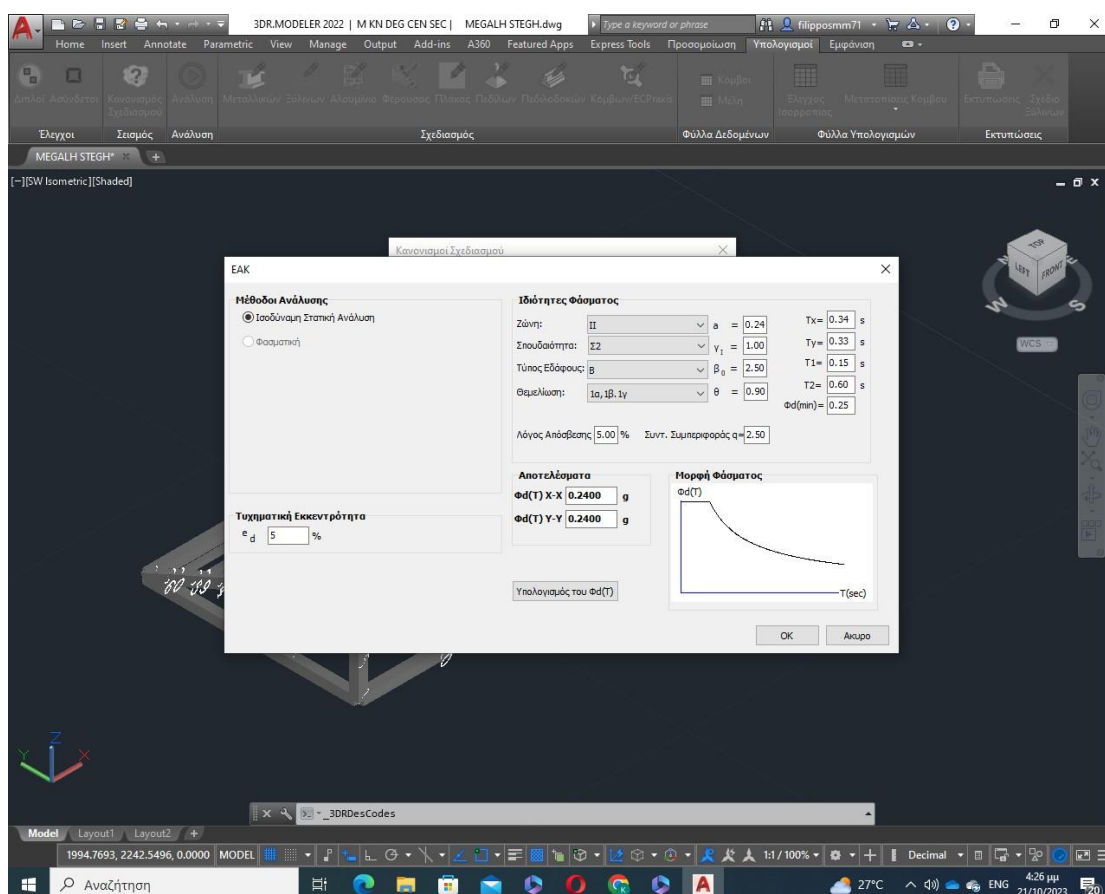 3DR.MODELER 2022 | M KN DEG CEN SEC | MEGALH STEGH.dwg Type a keyword or phrase filipposmm71
Home Insert Annotate Parametric View Manage Output Add-ins A360 Featured Apps Express Tools Προσομοίωση Υπολογισμοί Εμφάνιση
Απλοί Ασύνδετοι Κανονισμός Ανάλυση Μεταλλικών Ξύλινων Αλουμίνιο Φέρουσας Πλάκας Πεδίλων Πεδιλοδοκών Κόμβων/ECPraxis Κόμβοι Έλεγχος Μετατοπίσεις Κόμβου Εκτυπώσεις Σχέδιο
Σχεδιασμού Μέλη Ισορροπίας Ξύλινων
Έλεγχοι Σεισμός Ανάλυση Σχεδιασμός Φύλλα Δεδομένων Φύλλα Υπολογισμών Εκτυπώσεις
MEGALH STEGH*
[−][SW Isometric][Shaded]
TOP
LEFT FRONT
W S
WCS
Κανονισμοί Σχεδιασμού
EAK
Μέθοδοι Ανάλυσης
Ισοδύναμη Στατική Ανάλυση
Φασματική
Τυχηματική Εκκεντρότητα
e d 5 %
Ιδιότητες Φάσματος
Ζώνη: II a = 0.24 Tx= 0.34 s
Σπουδαιότητα: Σ2 γI = 1.00 Ty= 0.33 s
Τύπος Εδάφους: B β0 = 2.50 T1= 0.15 s
Θεμελίωση: 1α,1β.1γ θ = 0.90 T2= 0.60 s
Φd(min)= 0.25
Λόγος Απόσβεσης 5.00 % Συντ. Συμπεριφοράς q= 2.50
Αποτελέσματα
Φd(T) X-X 0.2400 g
Φd(T) Y-Y 0.2400 g
Υπολογισμός του Φd(T)
Μορφή Φάσματος
Φd(T)
T(sec)
OK Ακυρο
Z
Y X
_3DRDesCodes
Model Layout1 Layout2 +
1994.7693, 2242.5496, 0.0000 MODEL 1:1 / 100% Decimal
Αναζήτηση 27°C ENG 4:26 μμ
21/10/2023 20